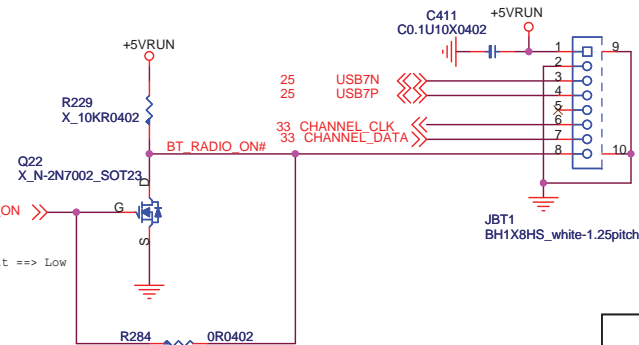 C411
+5VRUN
C0.1U10X0402
+5VRUN
1
9
2
25 USB7N
3
25 USB7P
4
R229
X_10KR0402
5
33 CHANNEL_CLK
6
33 CHANNEL_DATA
7
BT_RADIO_ON#
8
10
Q22
X_N-2N7002_SOT23
D
G
_ON
S
JBT1
BH1X8HS_white-1.25pitch
t ==> Low
R284
0R0402